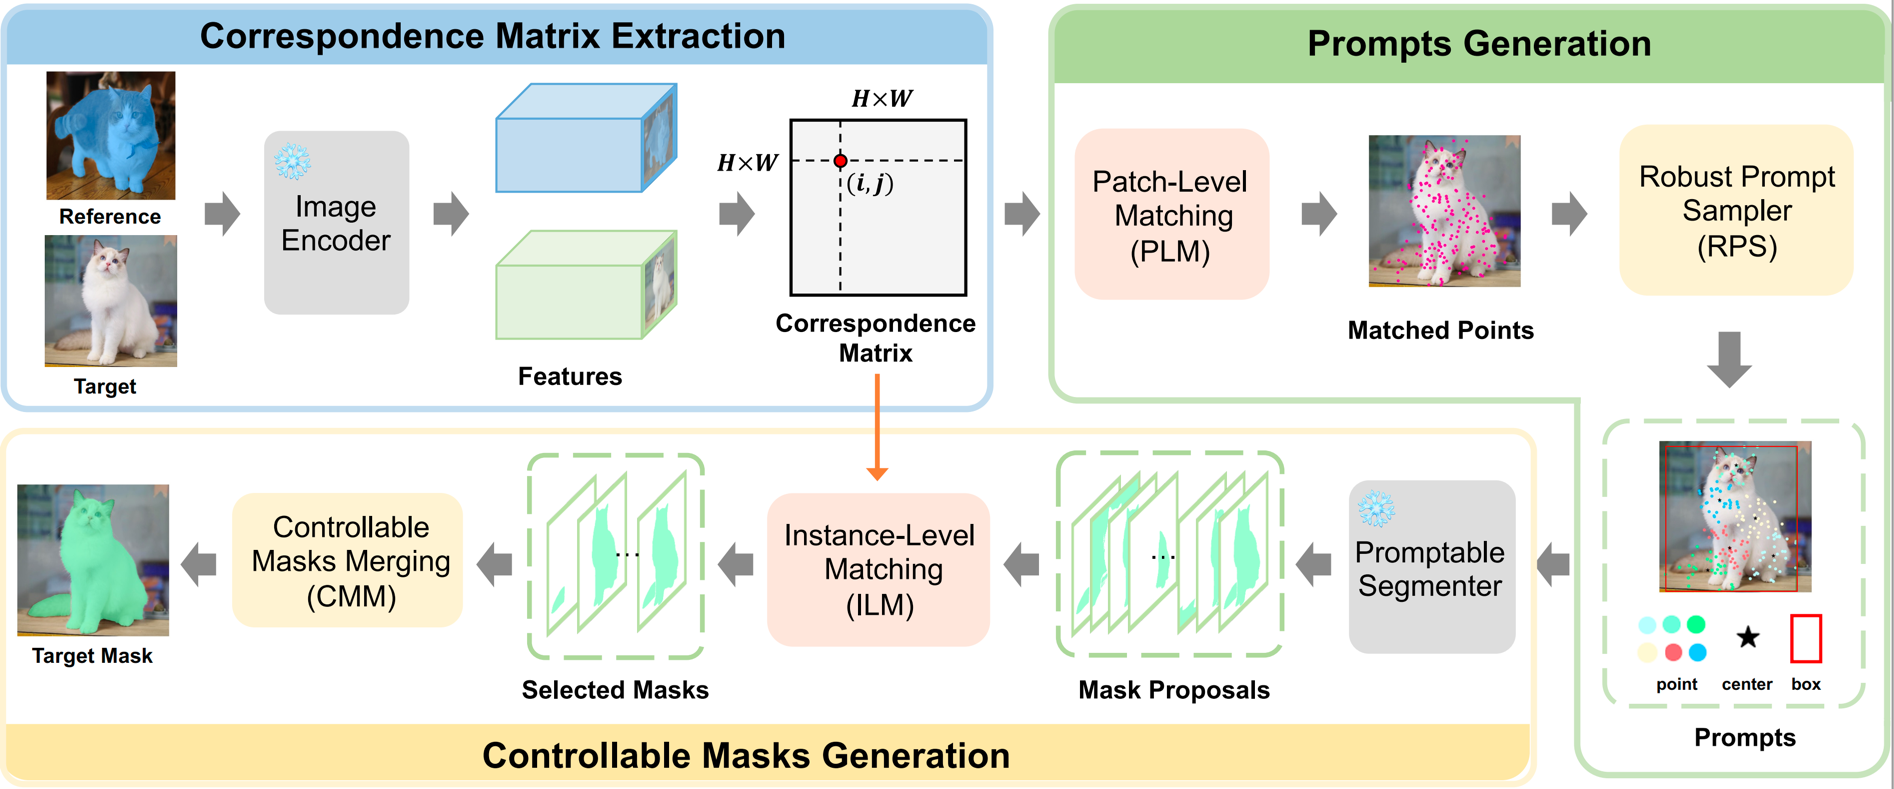 Correspondence Matrix Extraction
Reference
Target
Image
Encoder
Features
H×W
H×W
(i,j)
Correspondence
Matrix
Prompts Generation
Patch-Level
Matching
(PLM)
Matched Points
Robust Prompt
Sampler
(RPS)
point center box
Prompts
Promptable
Segmenter
...
Mask Proposals
Instance-Level
Matching
(ILM)
...
Selected Masks
Controllable
Masks Merging
(CMM)
Target Mask
Controllable Masks Generation